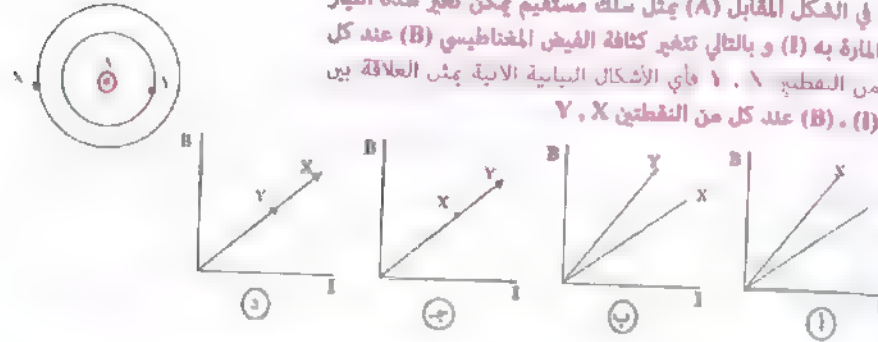 في الشكل المقابل (A) يمثل سلك مستقيم يمكن تغير شدة التيار
المارة به (I) و بالتالي تتغير كثافة الفيض المغناطيسي (B) عند كل
من النقطتين X ، Y فأي الأشكال البيانية الآتية يمثل العلاقة بين
(I) ، (B) عند كل من النقطتين Y ، X
X
Y
B
X
I
أ
B
Y
X
I
ب
B
Y
X
I
جـ
B
X
Y
I
د